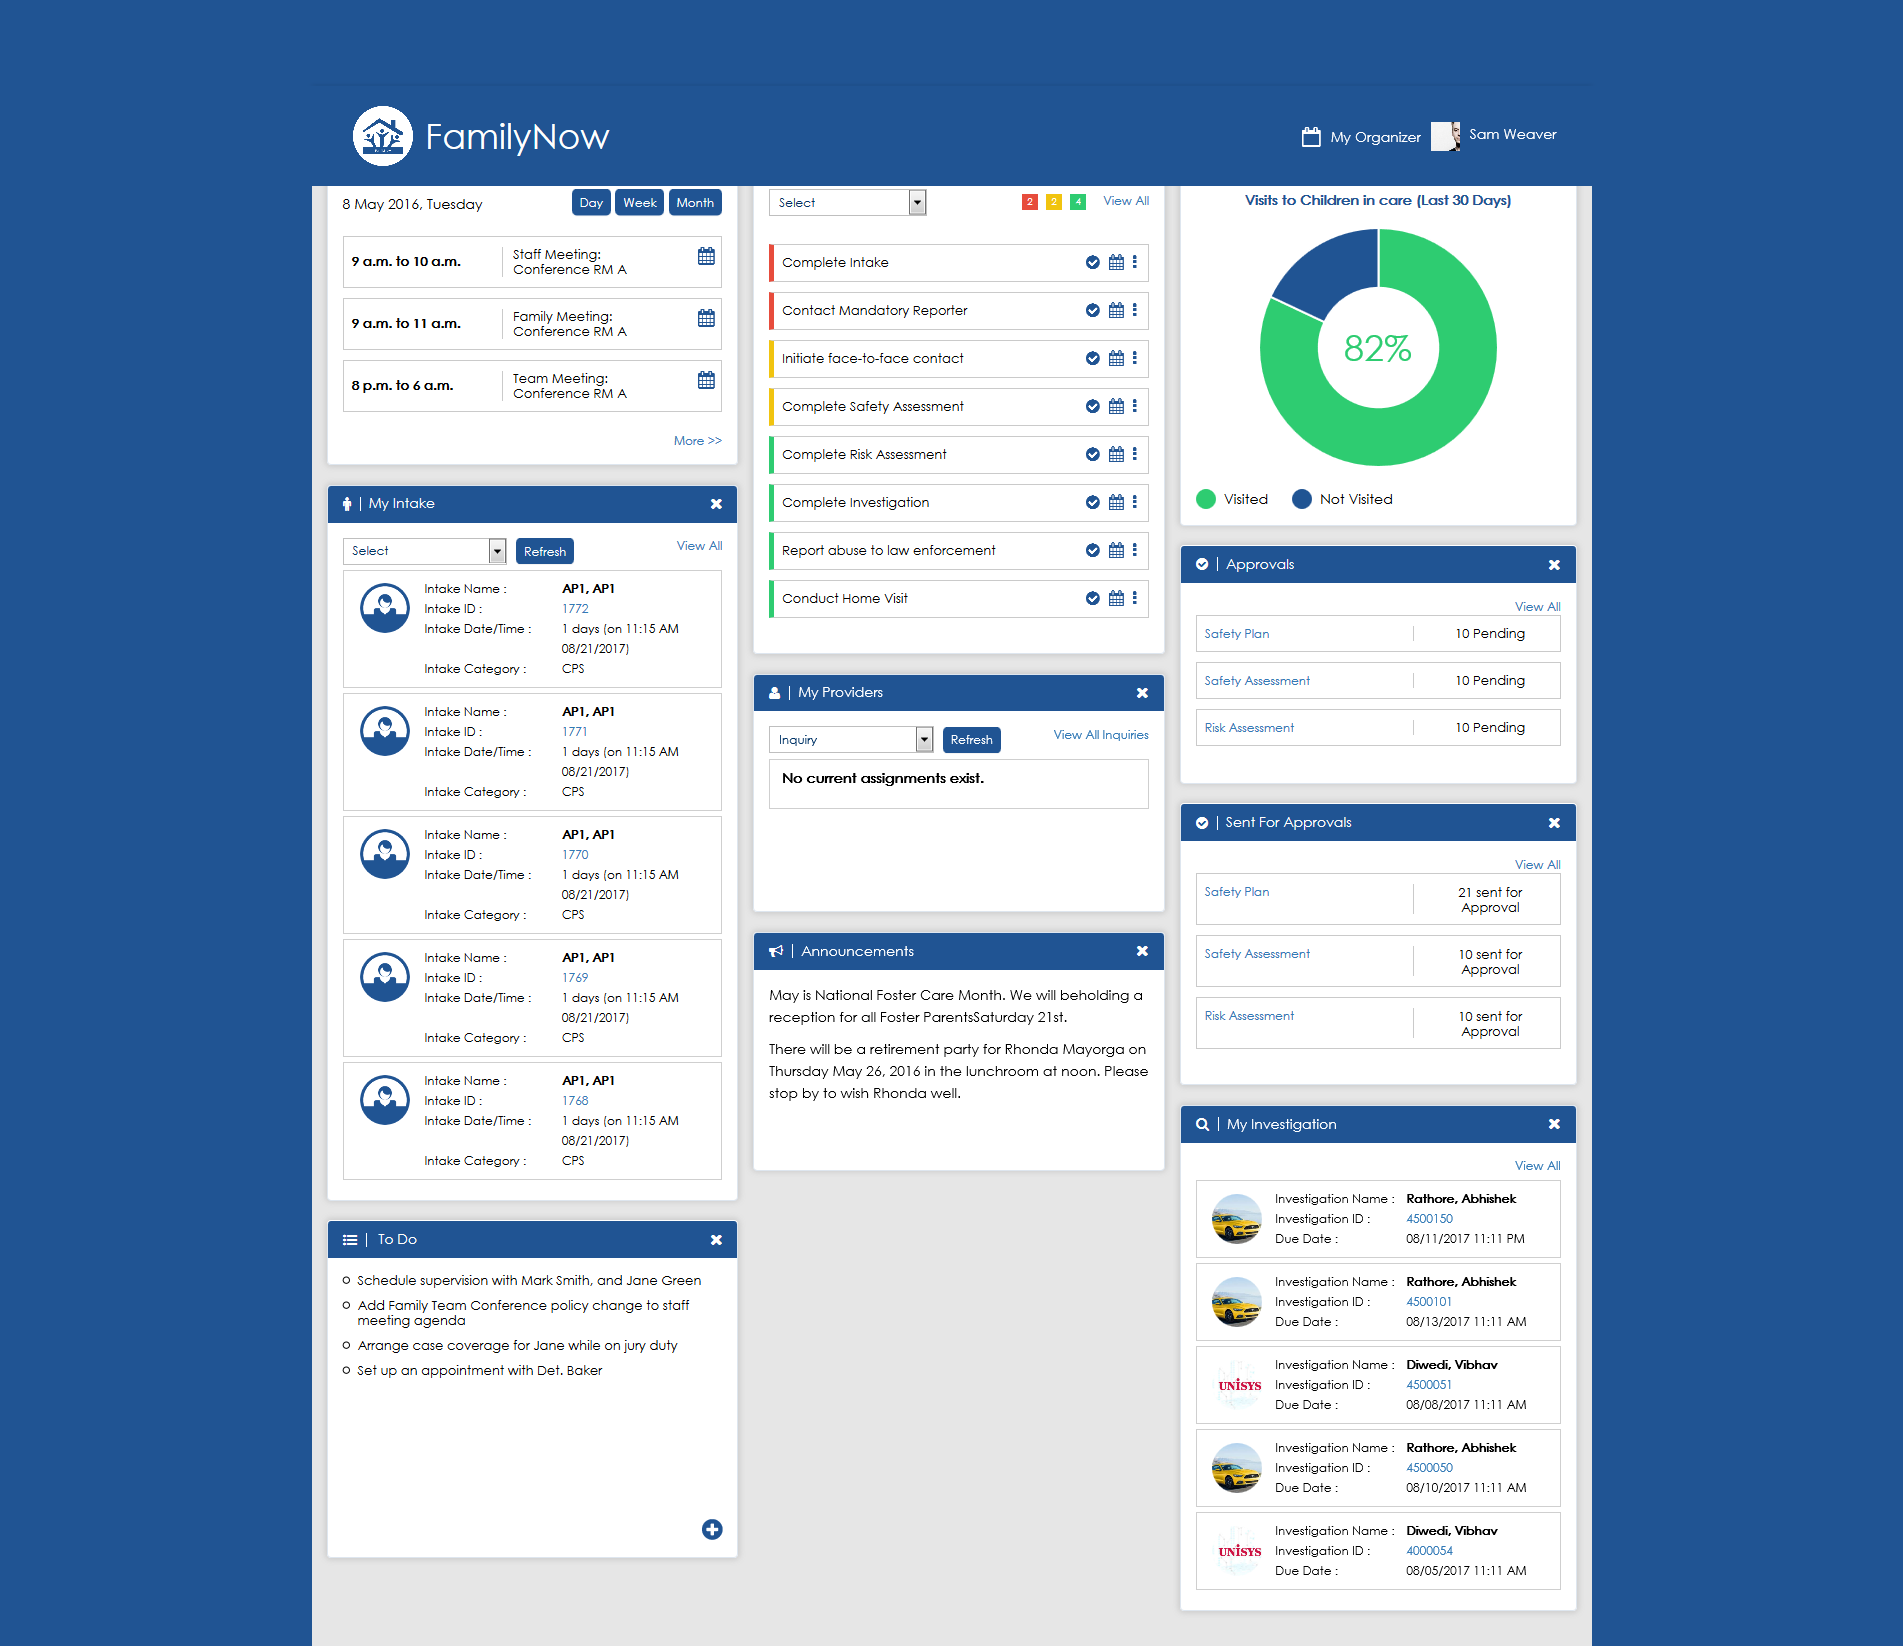 FamilyNow
My Organizer
Sam Weaver
8 May 2016, Tuesday
Day
Week
Month
9 a.m. to 10 a.m.
Staff Meeting:
Conference RM A
9 a.m. to 11 a.m.
Family Meeting:
Conference RM A
8 p.m. to 6 a.m.
Team Meeting:
Conference RM A
More >>
My Intake
Select
Refresh
View All
Intake Name : AP1, AP1
Intake ID : 1772
Intake Date/Time : 1 days (on 11:15 AM
08/21/2017)
Intake Category : CPS
Intake Name : AP1, AP1
Intake ID : 1771
Intake Date/Time : 1 days (on 11:15 AM
08/21/2017)
Intake Category : CPS
Intake Name : AP1, AP1
Intake ID : 1770
Intake Date/Time : 1 days (on 11:15 AM
08/21/2017)
Intake Category : CPS
Intake Name : AP1, AP1
Intake ID : 1769
Intake Date/Time : 1 days (on 11:15 AM
08/21/2017)
Intake Category : CPS
Intake Name : AP1, AP1
Intake ID : 1768
Intake Date/Time : 1 days (on 11:15 AM
08/21/2017)
Intake Category : CPS
To Do
Schedule supervision with Mark Smith, and Jane Green
Add Family Team Conference policy change to staff
meeting agenda
Arrange case coverage for Jane while on jury duty
Set up an appointment with Det. Baker
Select
2 2 4
View All
Complete Intake
Contact Mandatory Reporter
Initiate face-to-face contact
Complete Safety Assessment
Complete Risk Assessment
Complete Investigation
Report abuse to law enforcement
Conduct Home Visit
My Providers
Inquiry
Refresh
View All Inquiries
No current assignments exist.
Announcements
May is National Foster Care Month. We will beholding a
reception for all Foster ParentsSaturday 21st.
There will be a retirement party for Rhonda Mayorga on
Thursday May 26, 2016 in the lunchroom at noon. Please
stop by to wish Rhonda well.
Visits to Children in care (Last 30 Days)
82%
Visited
Not Visited
Approvals
View All
Safety Plan 10 Pending
Safety Assessment 10 Pending
Risk Assessment 10 Pending
Sent For Approvals
View All
Safety Plan 21 sent for
Approval
Safety Assessment 10 sent for
Approval
Risk Assessment 10 sent for
Approval
My Investigation
View All
Investigation Name : Rathore, Abhishek
Investigation ID : 4500150
Due Date : 08/11/2017 11:11 PM
Investigation Name : Rathore, Abhishek
Investigation ID : 4500101
Due Date : 08/13/2017 11:11 AM
UNISYS
Investigation Name : Diwedi, Vibhav
Investigation ID : 4500051
Due Date : 08/08/2017 11:11 AM
Investigation Name : Rathore, Abhishek
Investigation ID : 4500050
Due Date : 08/10/2017 11:11 AM
UNISYS
Investigation Name : Diwedi, Vibhav
Investigation ID : 4000054
Due Date : 08/05/2017 11:11 AM